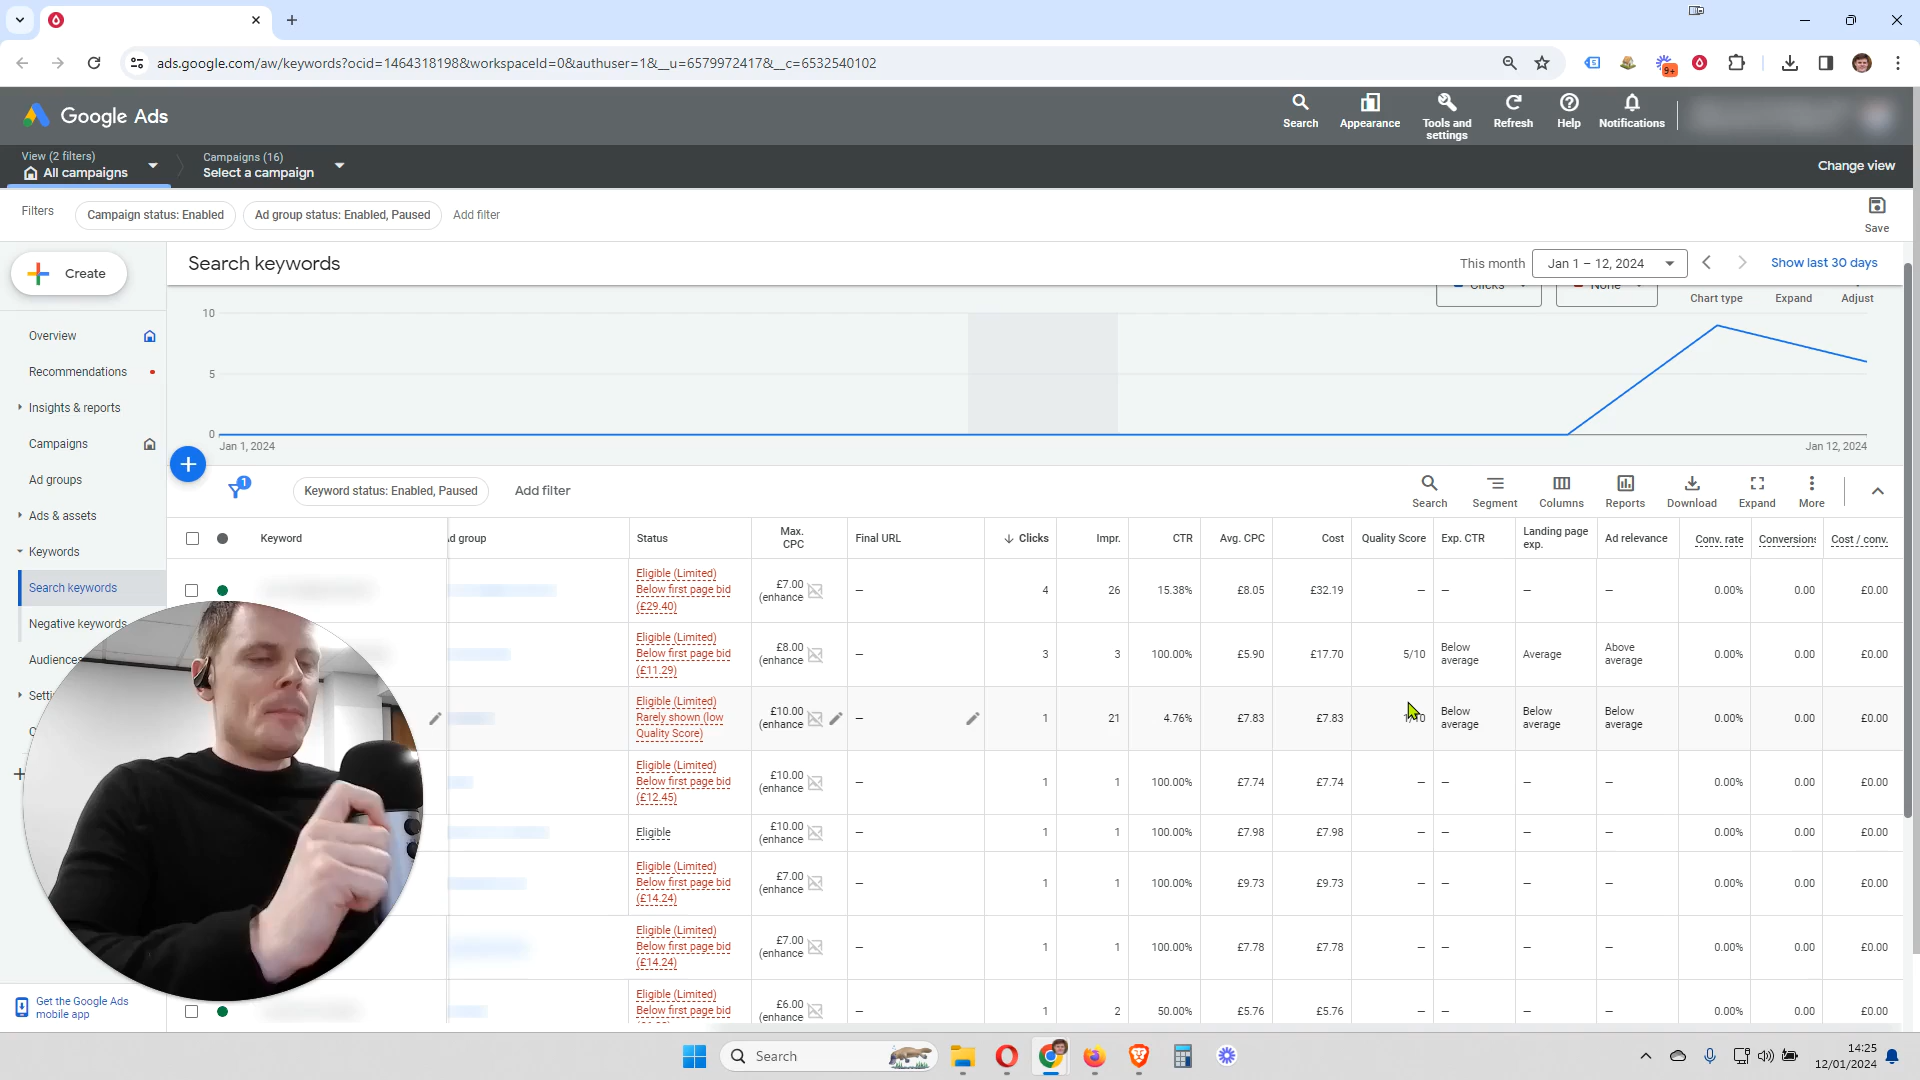 ads.google.com/aw/keywords?ocid=1464318198&workspaceId=0&authuser=1&__u=6579972417&__c=6532540102
9+
Google Ads
Search
Appearance
Tools and
settings
Refresh
Help
Notifications
View (2 filters)
All campaigns
Campaigns (16)
Select a campaign
Change view
Filters
Campaign status: Enabled
Ad group status: Enabled, Paused
Add filter
Save
Create
Search keywords
This month
Jan 1 – 12, 2024
Show last 30 days
Clicks
None
Chart type
Expand
Adjust
10
5
0
Jan 1, 2024
Jan 12, 2024
Overview
Recommendations
Insights & reports
Campaigns
Ad groups
Ads & assets
Keywords
Search keywords
Negative keywords
Audiences
Get the Google Ads
mobile app
1
Keyword status: Enabled, Paused
Add filter
Search
Segment
Columns
Reports
Download
Expand
More
Keyword
d group
Status
Max.
CPC
Final URL
Clicks
Impr.
CTR
Avg. CPC
Cost
Quality Score
Exp. CTR
Landing page
exp.
Ad relevance
Conv. rate
Conversions
Cost / conv.
Eligible (Limited)
Below first page bid
(£29.40)
£7.00
(enhance
–
4
26
15.38%
£8.05
£32.19
–
–
–
–
0.00%
0.00
£0.00
Eligible (Limited)
Below first page bid
(£11.29)
£8.00
(enhance
–
3
3
100.00%
£5.90
£17.70
5/10
Below
average
Average
Above
average
0.00%
0.00
£0.00
Eligible (Limited)
Rarely shown (low
Quality Score)
£10.00
(enhance
–
1
21
4.76%
£7.83
£7.83
Below
average
Below
average
Below
average
0.00%
0.00
£0.00
Eligible (Limited)
Below first page bid
(£12.45)
£10.00
(enhance
–
1
1
100.00%
£7.74
£7.74
–
–
–
–
0.00%
0.00
£0.00
Eligible
£10.00
(enhance
–
1
1
100.00%
£7.98
£7.98
–
–
–
–
0.00%
0.00
£0.00
Eligible (Limited)
Below first page bid
(£14.24)
£7.00
(enhance
–
1
1
100.00%
£9.73
£9.73
–
–
–
–
0.00%
0.00
£0.00
Eligible (Limited)
Below first page bid
(£14.24)
£7.00
(enhance
–
1
1
100.00%
£7.78
£7.78
–
–
–
–
0.00%
0.00
£0.00
Eligible (Limited)
Below first page bid
£6.00
(enhance
–
1
2
50.00%
£5.76
£5.76
–
–
–
–
0.00%
0.00
£0.00
Search
14:25
12/01/2024